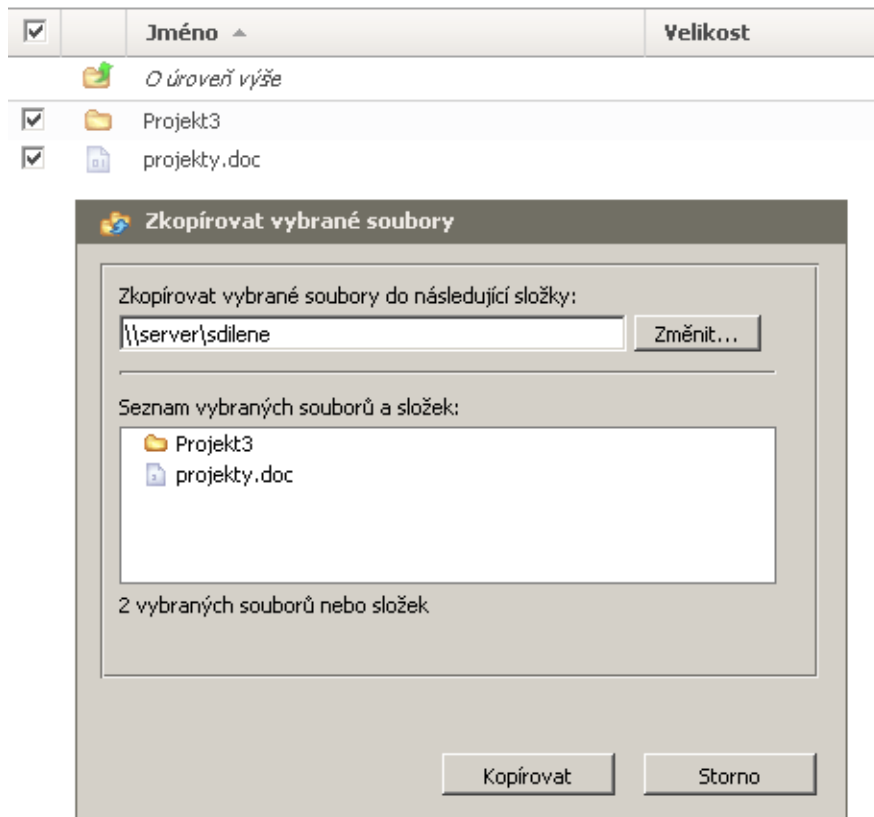 Jméno Velikost
O úroveň výše
Projekt3
projekty.doc
Zkopírovat vybrané soubory
Zkopírovat vybrané soubory do následující složky:
\\server\sdilene Změnit...
Seznam vybraných souborů a složek:
Projekt3
projekty.doc
2 vybraných souborů nebo složek
Kopírovat Storno